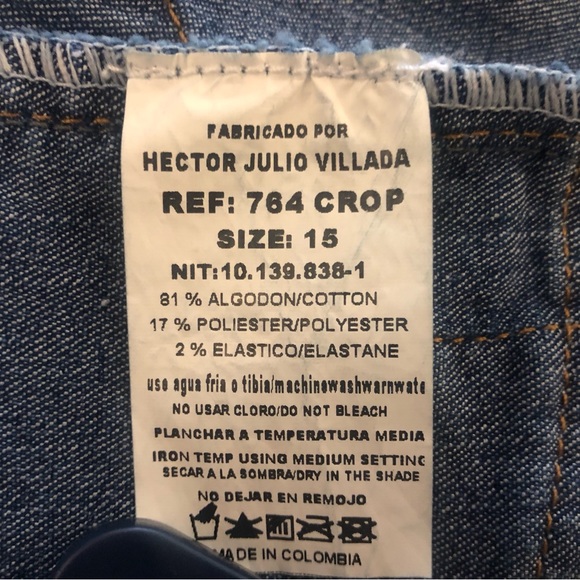 FABRICADO POR
HECTOR JULIO VILLADA
REF: 764 CROP
SIZE: 15
NIT:10.139.838-1
81 % ALGODON/COTTON
17 % POLIESTER/POLYESTER
2 % ELASTICO/ELASTANE
use agua fria o tibia/machinewashwarnwate
NO USAR CLORO/DO NOT BLEACH
PLANCHAR A TEMPERATURA MEDIA
IRON TEMP USING MEDIUM SETTING
SECAR A LA SOMBRA/DRY IN THE SHADE
NO DEJAR EN REMOJO
MADE IN COLOMBIA